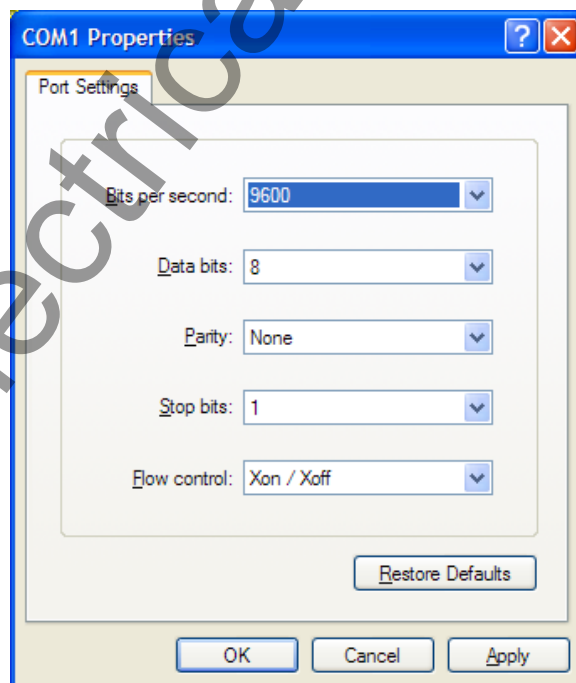 COM1 Properties
Port Settings
Bits per second: 9600
Data bits: 8
Parity: None
Stop bits: 1
Flow control: Xon / Xoff
Restore Defaults
OK Cancel Apply